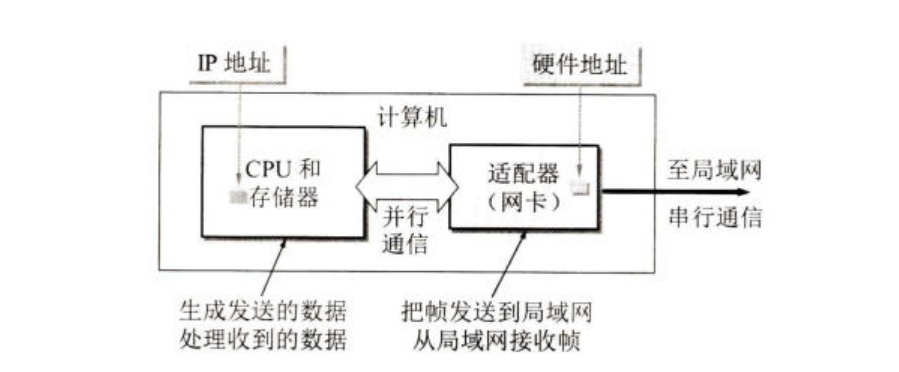 IP 地址
硬件地址
计算机
CPU 和
存储器
适配器
（网卡）
并行
通信
至局域网
串行通信
生成发送的数据
处理收到的数据
把帧发送到局域网
从局域网接收帧